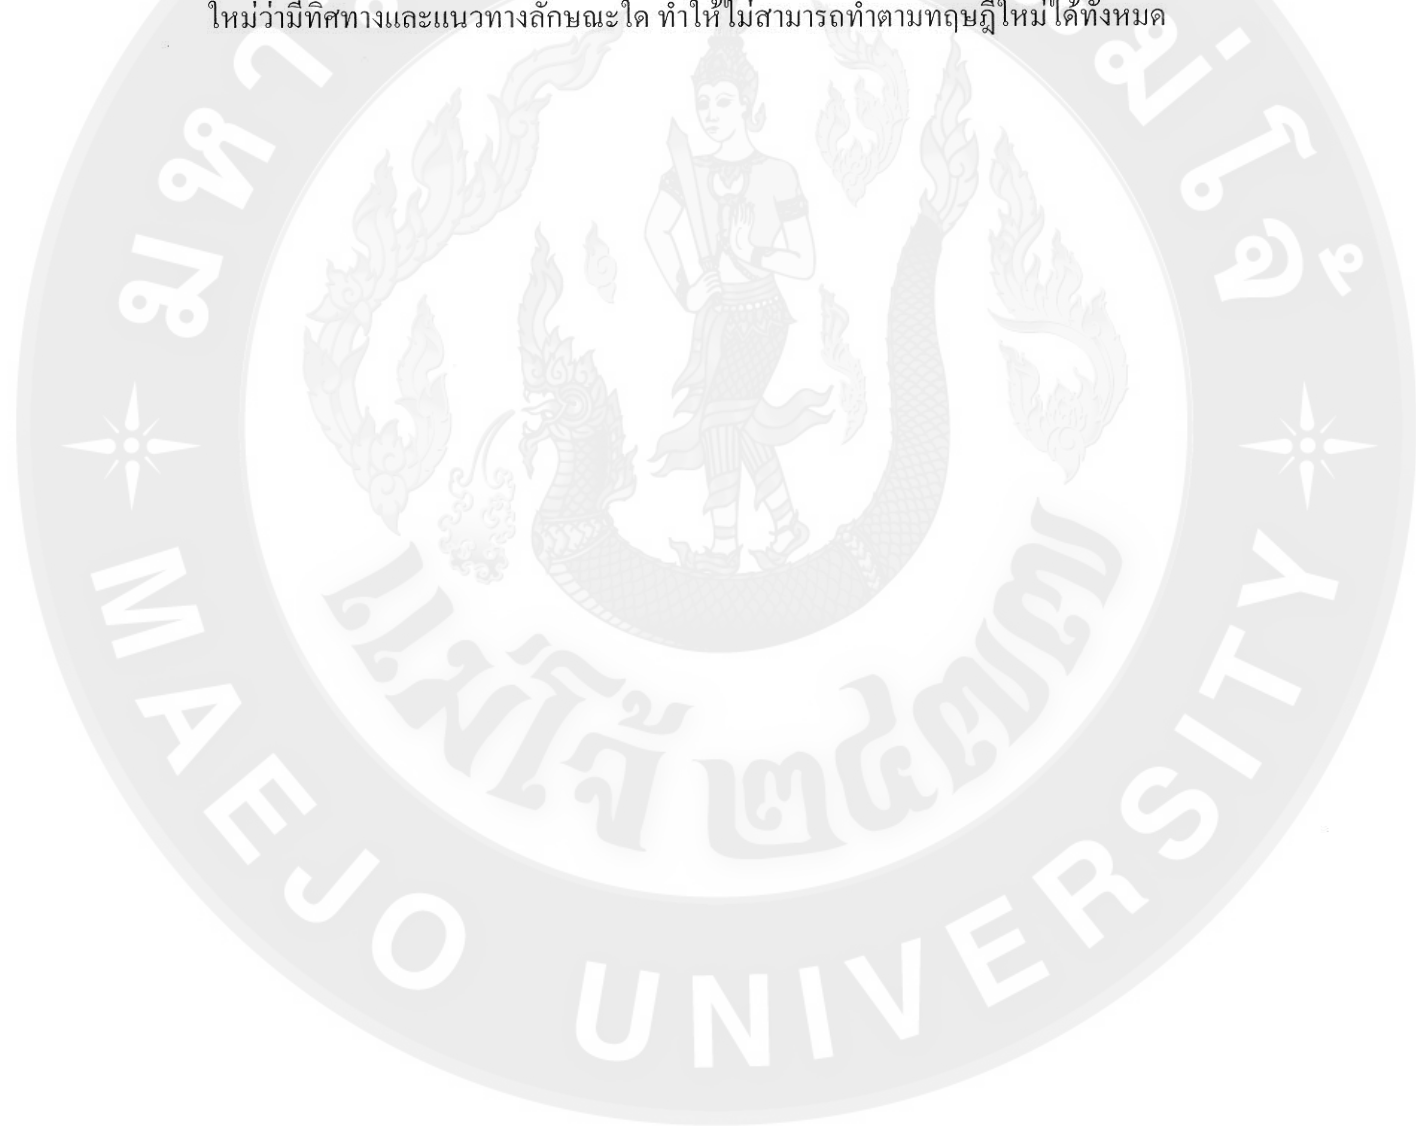 ใหม่ว่ามีทิศทางและแนวทางลักษณะใด ทำให้ไม่สามารถทำตามทฤษฎีใหม่ได้ทั้งหมด
แม่โจ้ ๒๔๗๗
MAEJO UNIVERSITY